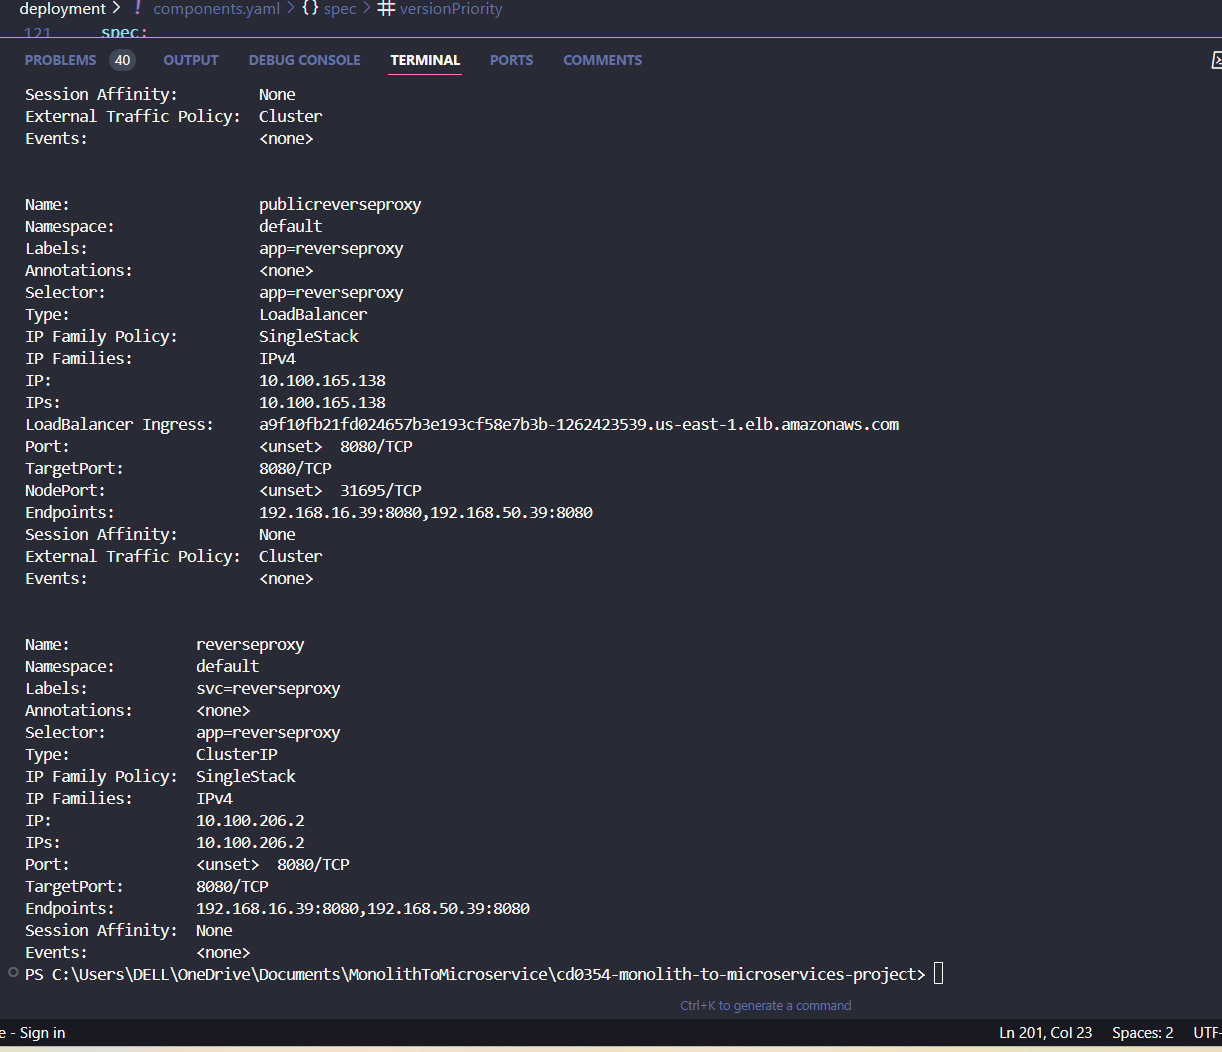 deployment > ! components.yaml > {} spec > # versionPriority
121 spec:
PROBLEMS 40 OUTPUT DEBUG CONSOLE TERMINAL PORTS COMMENTS
Session Affinity: None
External Traffic Policy: Cluster
Events: <none>
Name: publicreverseproxy
Namespace: default
Labels: app=reverseproxy
Annotations: <none>
Selector: app=reverseproxy
Type: LoadBalancer
IP Family Policy: SingleStack
IP Families: IPv4
IP: 10.100.165.138
IPs: 10.100.165.138
LoadBalancer Ingress: a9f10fb21fd024657b3e193cf58e7b3b-1262423539.us-east-1.elb.amazonaws.com
Port: <unset> 8080/TCP
TargetPort: 8080/TCP
NodePort: <unset> 31695/TCP
Endpoints: 192.168.16.39:8080,192.168.50.39:8080
Session Affinity: None
External Traffic Policy: Cluster
Events: <none>
Name: reverseproxy
Namespace: default
Labels: svc=reverseproxy
Annotations: <none>
Selector: app=reverseproxy
Type: ClusterIP
IP Family Policy: SingleStack
IP Families: IPv4
IP: 10.100.206.2
IPs: 10.100.206.2
Port: <unset> 8080/TCP
TargetPort: 8080/TCP
Endpoints: 192.168.16.39:8080,192.168.50.39:8080
Session Affinity: None
Events: <none>
PS C:\Users\DELL\OneDrive\Documents\MonolithToMicroservice\cd0354-monolith-to-microservices-project>
Ctrl+K to generate a command
e - Sign in Ln 201, Col 23 Spaces: 2 UTF-